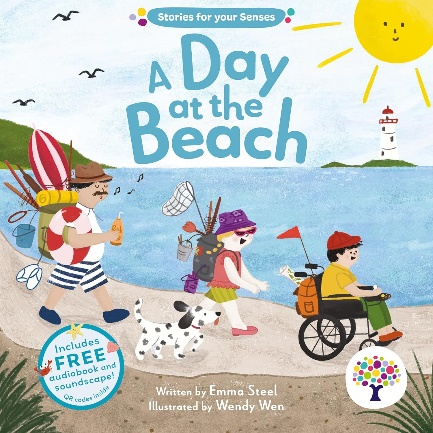 Stories for your Senses
A Day
at the
Beach
Includes
FREE
audiobook and
soundscape!
QR codes inside
Written by Emma Steel
Illustrated by Wendy Wen